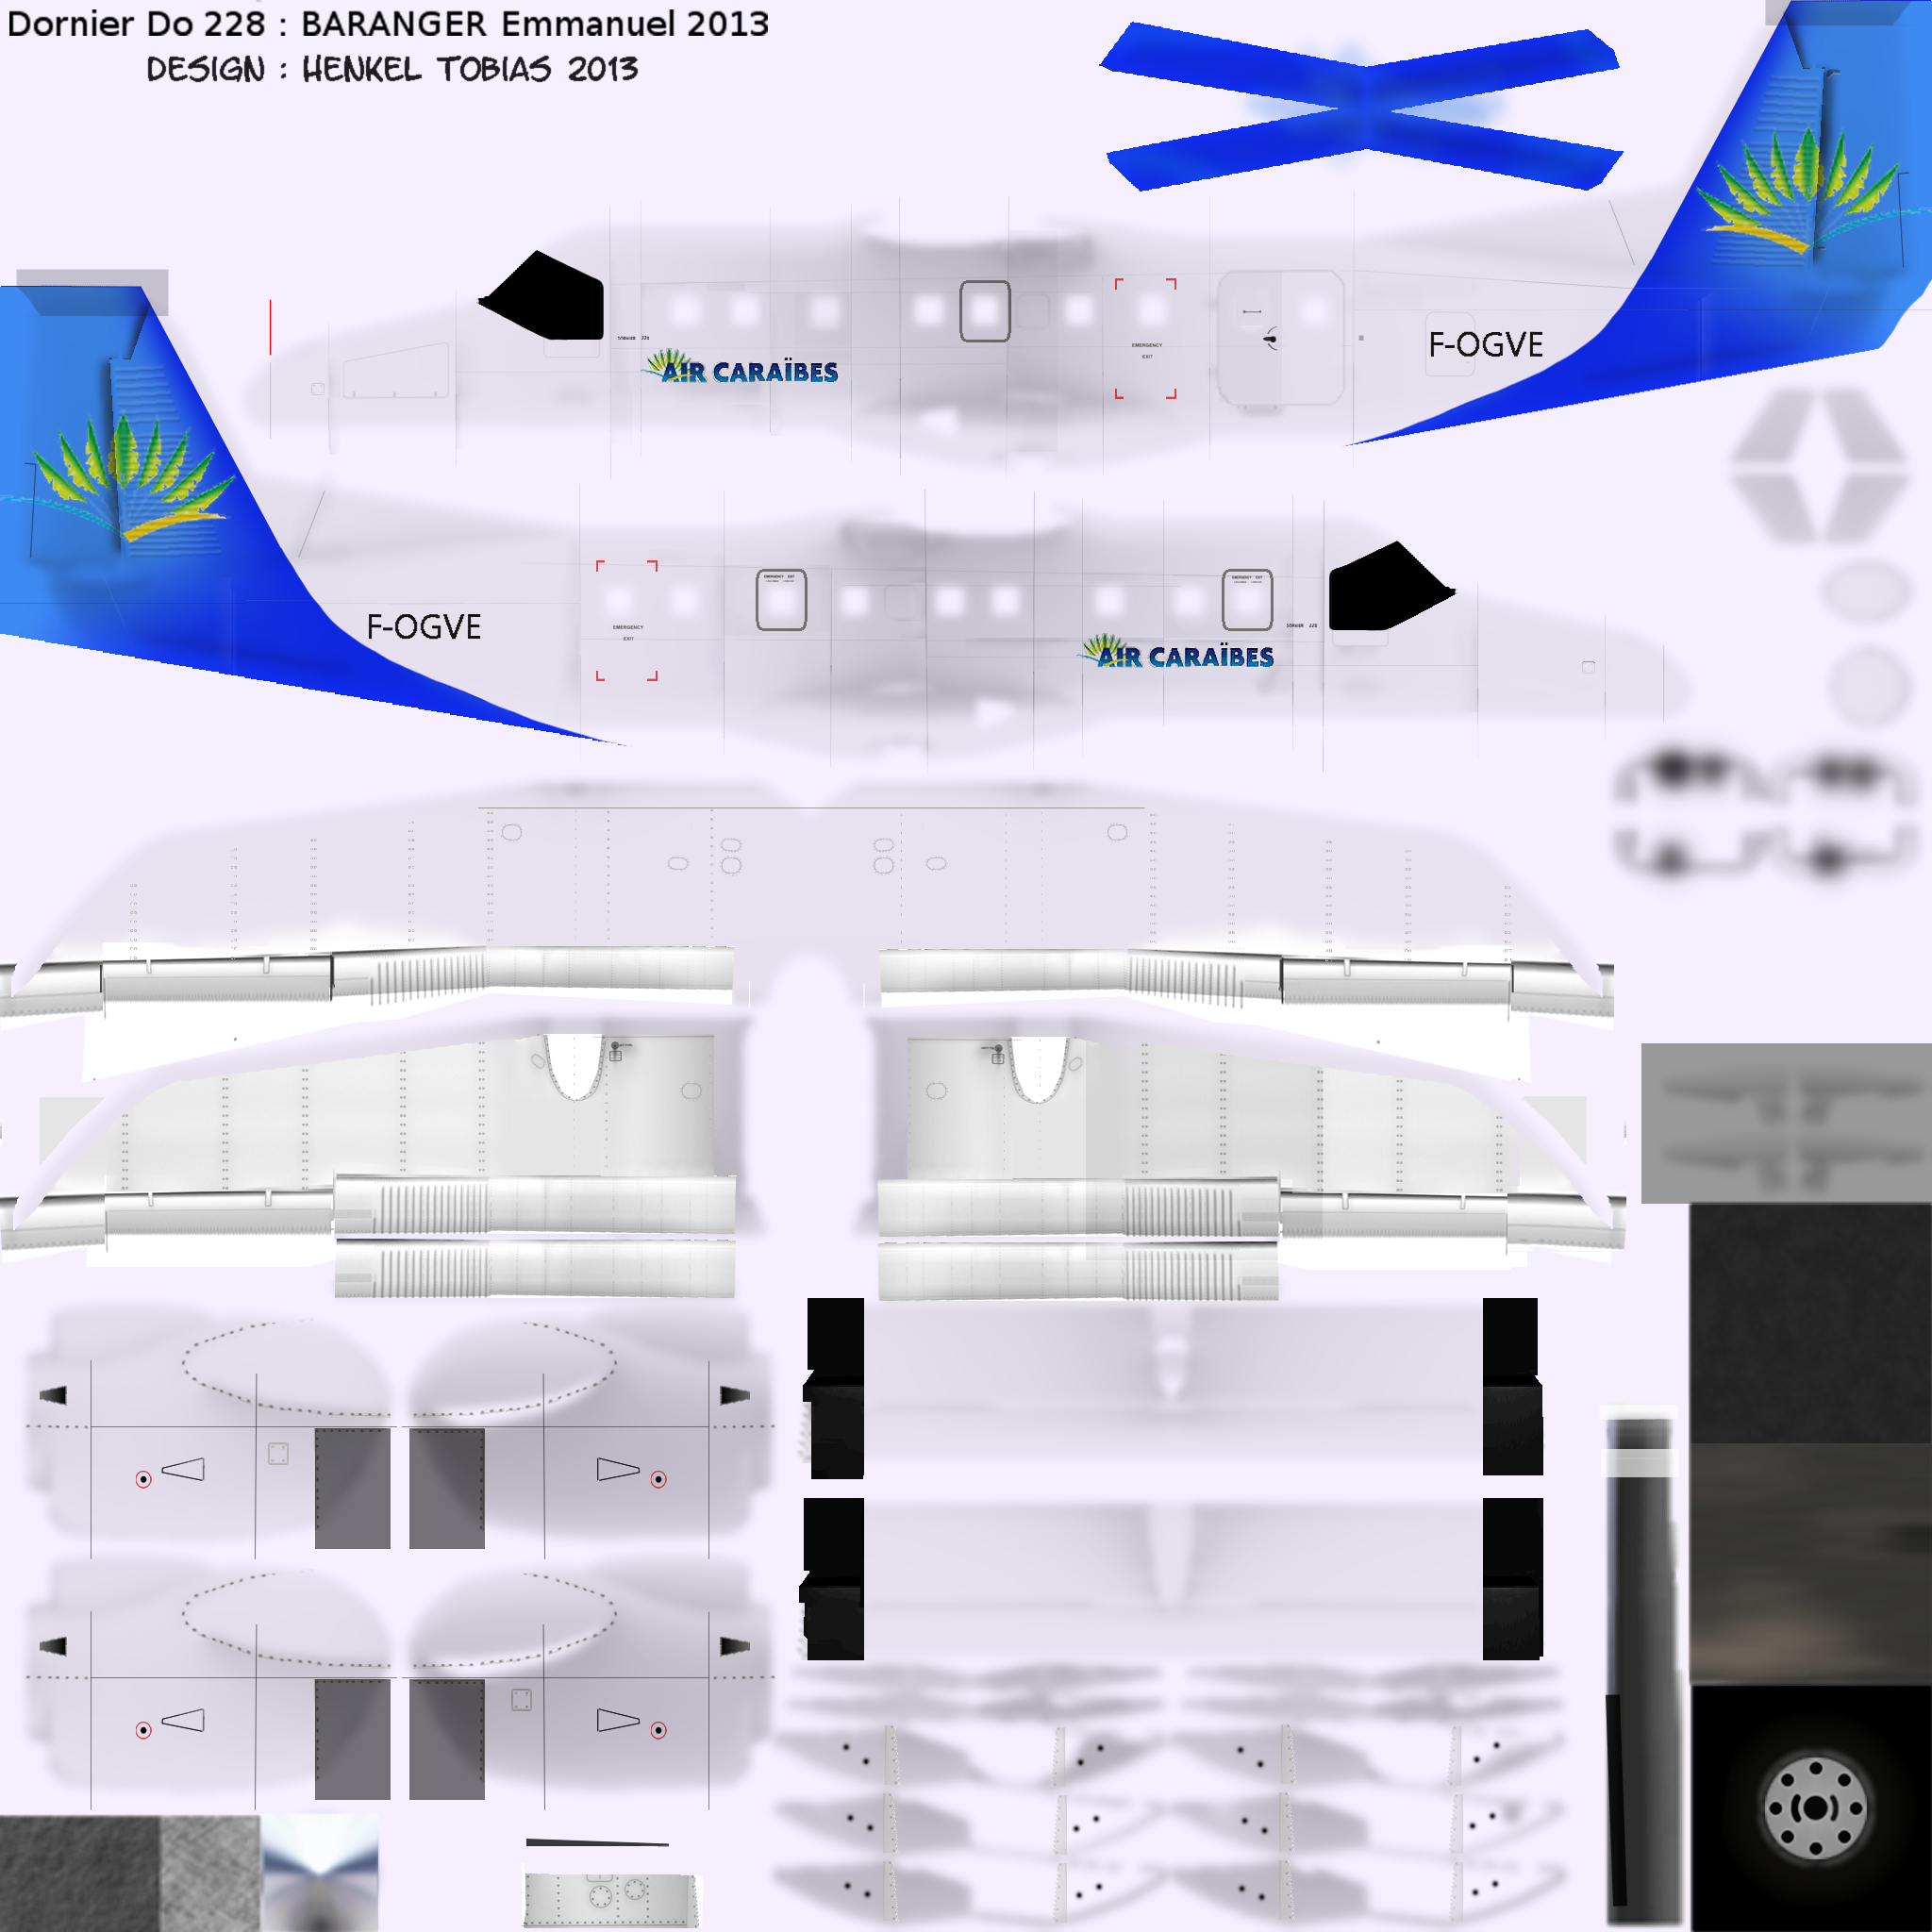 Dornier Do 228 : BARANGER Emmanuel 2013
DESIGN : HENKEL TOBIAS 2013
F-OGVE
EMERGENCY
EXIT
AIR CARAÏBES
F-OGVE
EMERGENCY EXIT
EMERGENCY EXIT
EMERGENCY
EXIT
AIR CARAÏBES